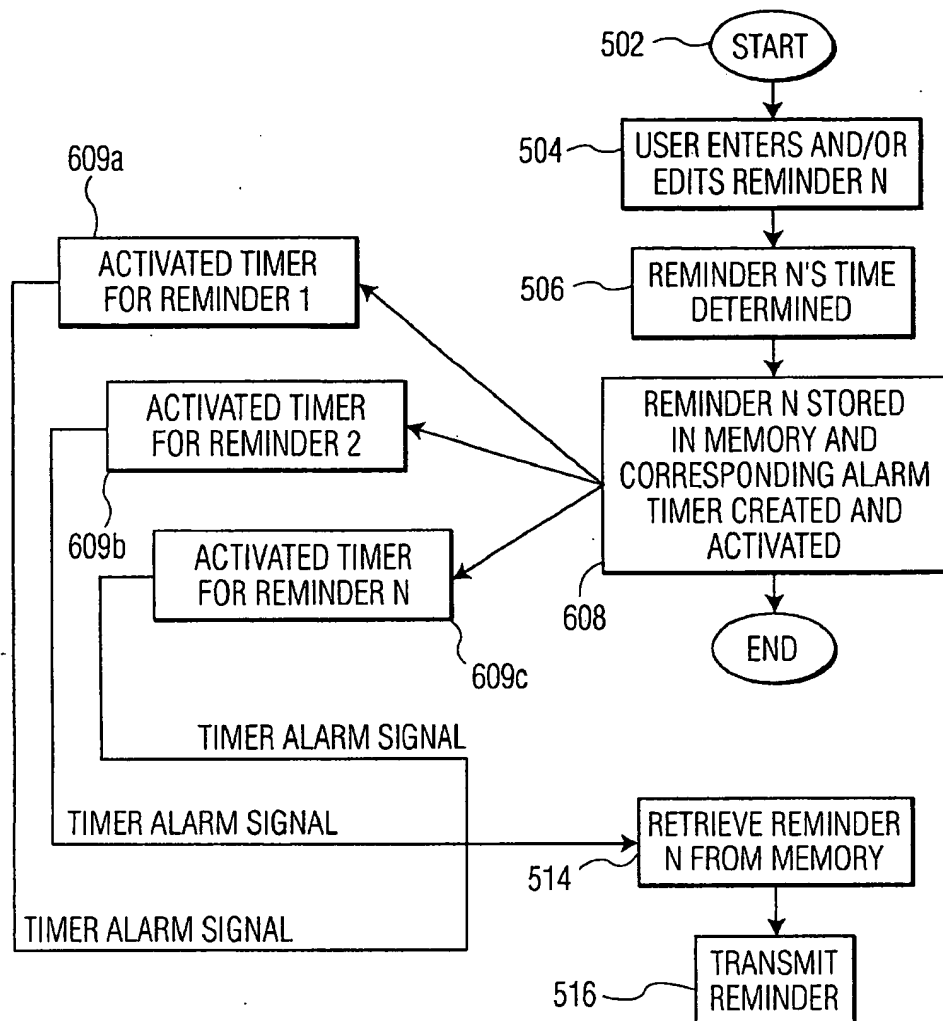 502
START
504
USER ENTERS AND/OR
EDITS REMINDER N
506
REMINDER N'S TIME
DETERMINED
609a
ACTIVATED TIMER
FOR REMINDER 1
ACTIVATED TIMER
FOR REMINDER 2
609b
ACTIVATED TIMER
FOR REMINDER N
609c
REMINDER N STORED
IN MEMORY AND
CORRESPONDING ALARM
TIMER CREATED AND
ACTIVATED
608
END
TIMER ALARM SIGNAL
TIMER ALARM SIGNAL
TIMER ALARM SIGNAL
RETRIEVE REMINDER
N FROM MEMORY
514
TRANSMIT
REMINDER
516